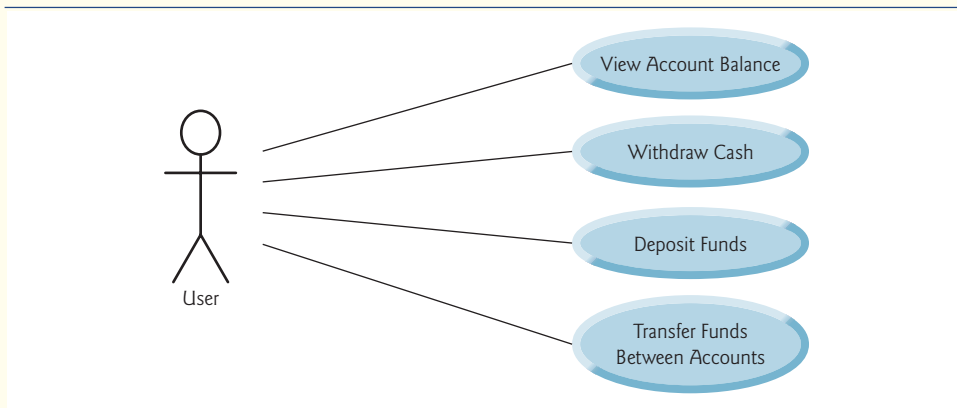 View Account Balance
Withdraw Cash
Deposit Funds
Transfer Funds
Between Accounts
User